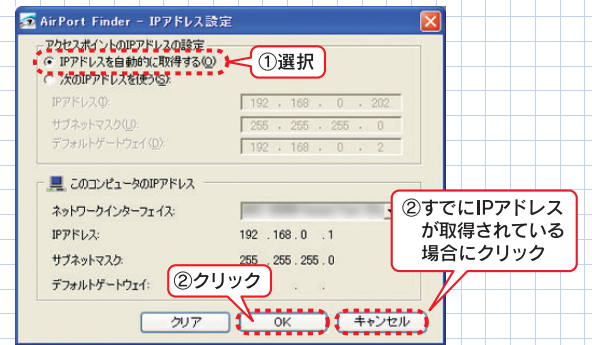 AirPort Finder - IPアドレス設定
アクセスポイントのIPアドレスの設定
IPアドレスを自動的に取得する(O)
①選択
次のIPアドレスを使う(S):
IPアドレス(I):
192 . 168 . 0 . 202
サブネットマスク(U):
255 . 255 . 255 . 0
デフォルトゲートウェイ(D):
192 . 168 . 0 . 2
このコンピュータのIPアドレス
ネットワークインターフェイス:
IPアドレス:
192 .168.0 .1
サブネットマスク:
255 .255.255.0
デフォルトゲートウェイ:
. .
②すでにIPアドレス
が取得されている
場合にクリック
②クリック
クリア
OK
キャンセル